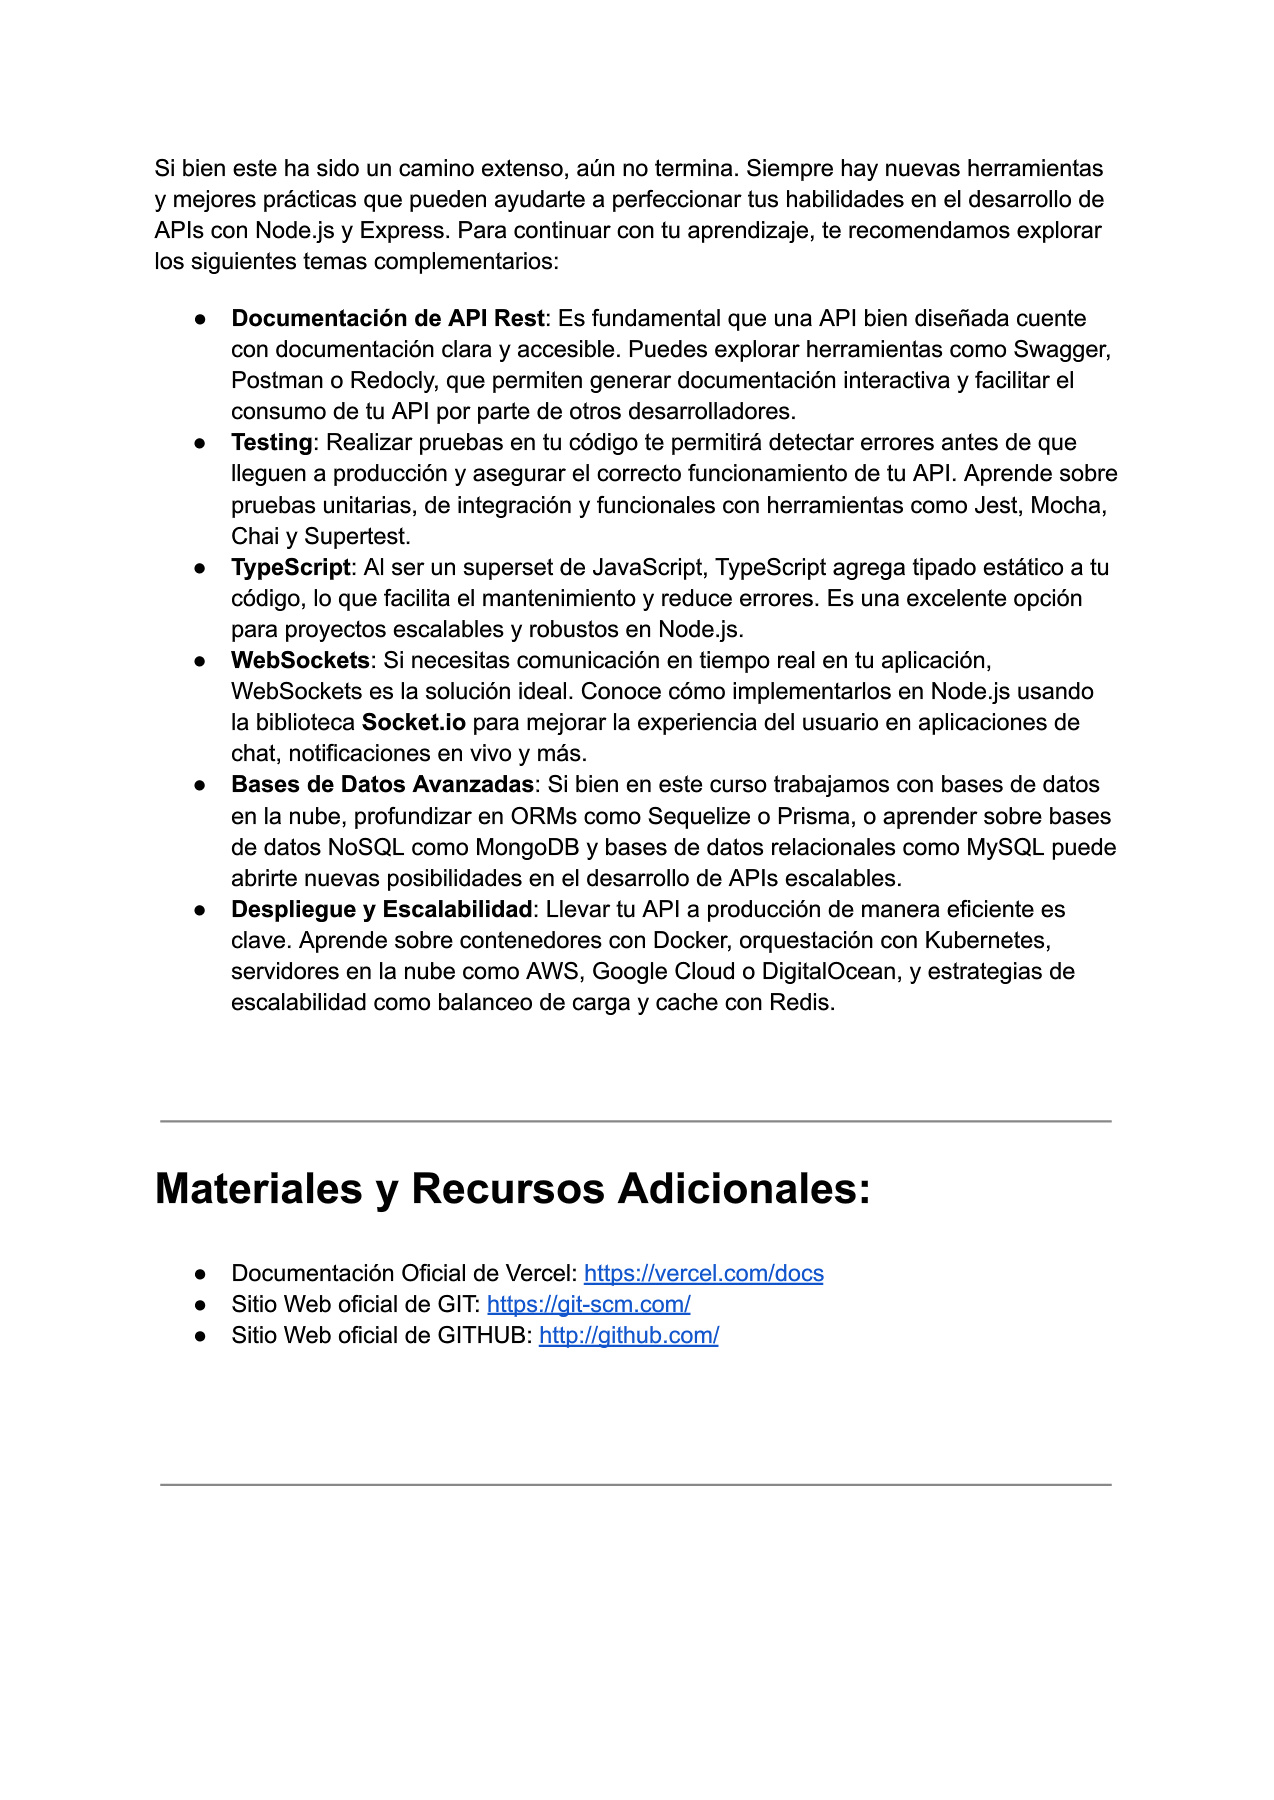 Si bien este ha sido un camino extenso, aún no termina. Siempre hay nuevas herramientas
y mejores prácticas que pueden ayudarte a perfeccionar tus habilidades en el desarrollo de
APIs con Node.js y Express. Para continuar con tu aprendizaje, te recomendamos explorar
los siguientes temas complementarios:
● Documentación de API Rest: Es fundamental que una API bien diseñada cuente
con documentación clara y accesible. Puedes explorar herramientas como Swagger,
Postman o Redocly, que permiten generar documentación interactiva y facilitar el
consumo de tu API por parte de otros desarrolladores.
● Testing: Realizar pruebas en tu código te permitirá detectar errores antes de que
lleguen a producción y asegurar el correcto funcionamiento de tu API. Aprende sobre
pruebas unitarias, de integración y funcionales con herramientas como Jest, Mocha,
Chai y Supertest.
● TypeScript: Al ser un superset de JavaScript, TypeScript agrega tipado estático a tu
código, lo que facilita el mantenimiento y reduce errores. Es una excelente opción
para proyectos escalables y robustos en Node.js.
● WebSockets: Si necesitas comunicación en tiempo real en tu aplicación,
WebSockets es la solución ideal. Conoce cómo implementarlos en Node.js usando
la biblioteca Socket.io para mejorar la experiencia del usuario en aplicaciones de
chat, notificaciones en vivo y más.
● Bases de Datos Avanzadas: Si bien en este curso trabajamos con bases de datos
en la nube, profundizar en ORMs como Sequelize o Prisma, o aprender sobre bases
de datos NoSQL como MongoDB y bases de datos relacionales como MySQL puede
abrirte nuevas posibilidades en el desarrollo de APIs escalables.
● Despliegue y Escalabilidad: Llevar tu API a producción de manera eficiente es
clave. Aprende sobre contenedores con Docker, orquestación con Kubernetes,
servidores en la nube como AWS, Google Cloud o DigitalOcean, y estrategias de
escalabilidad como balanceo de carga y cache con Redis.
Materiales y Recursos Adicionales:
● Documentación Oficial de Vercel: https://vercel.com/docs
● Sitio Web oficial de GIT: https://git-scm.com/
● Sitio Web oficial de GITHUB: http://github.com/